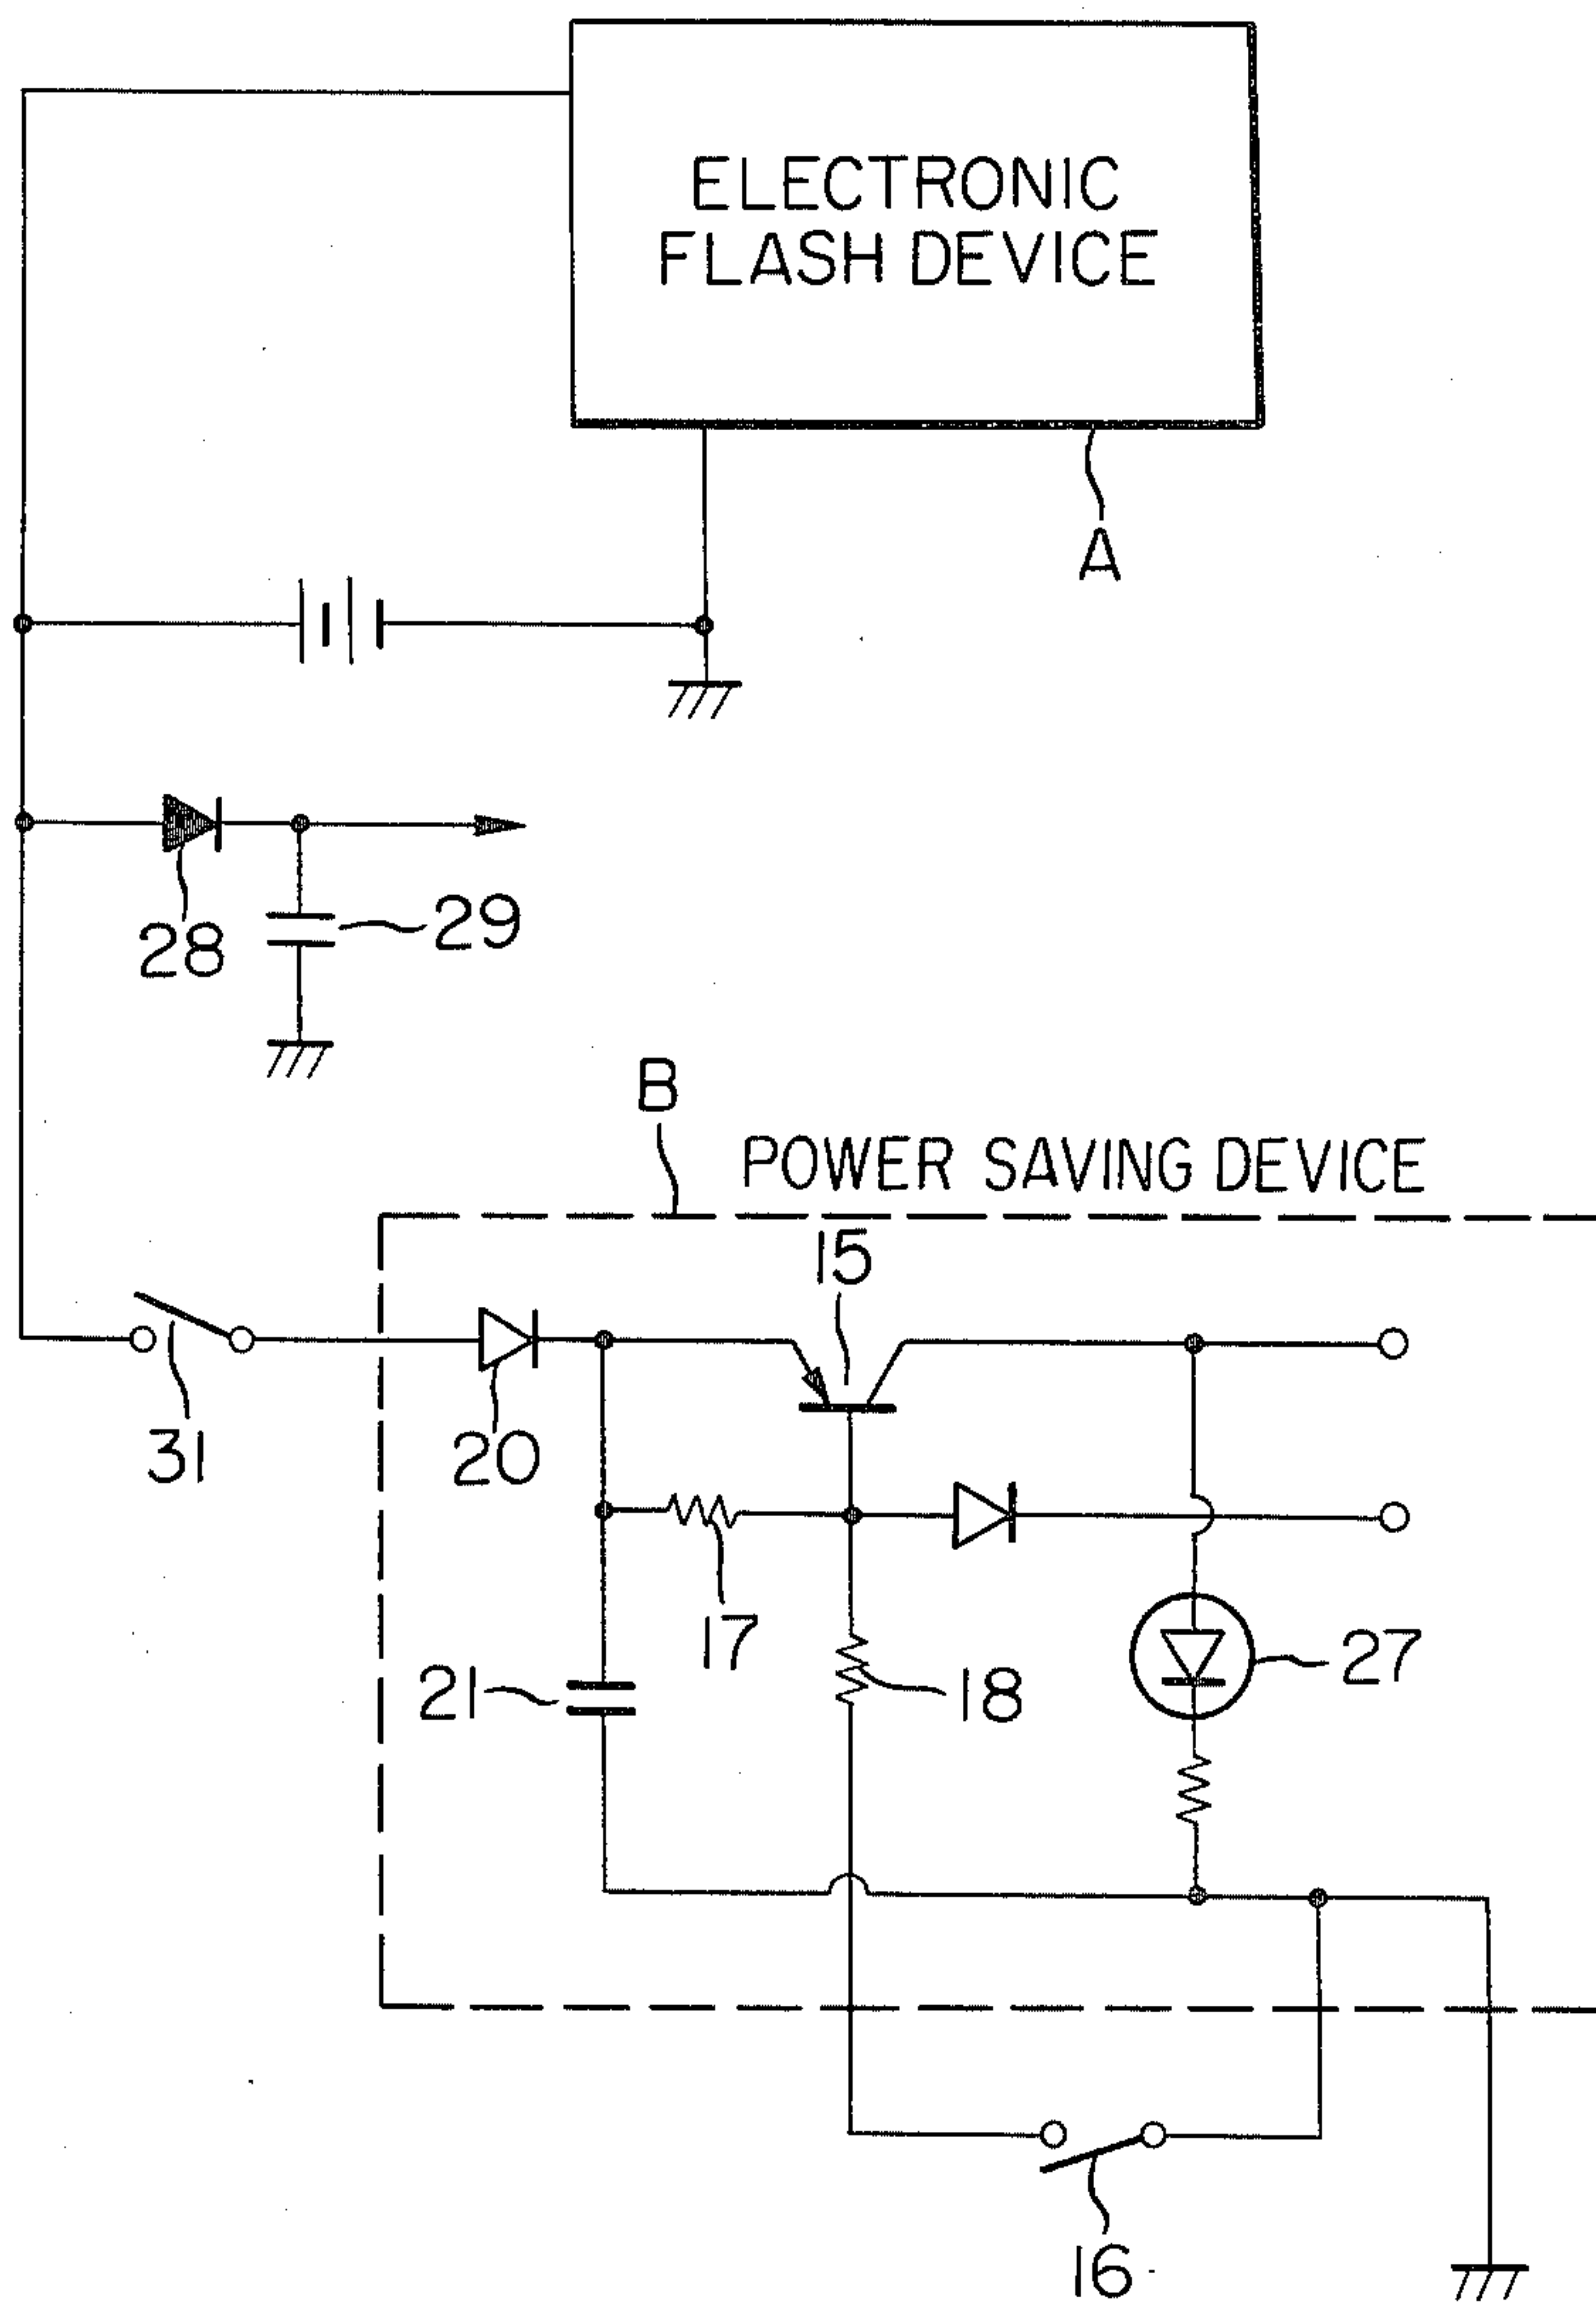 ELECTRONIC
FLASH DEVICE
A
28
29
B
POWER SAVING DEVICE
15
31
20
17
21
18
27
16